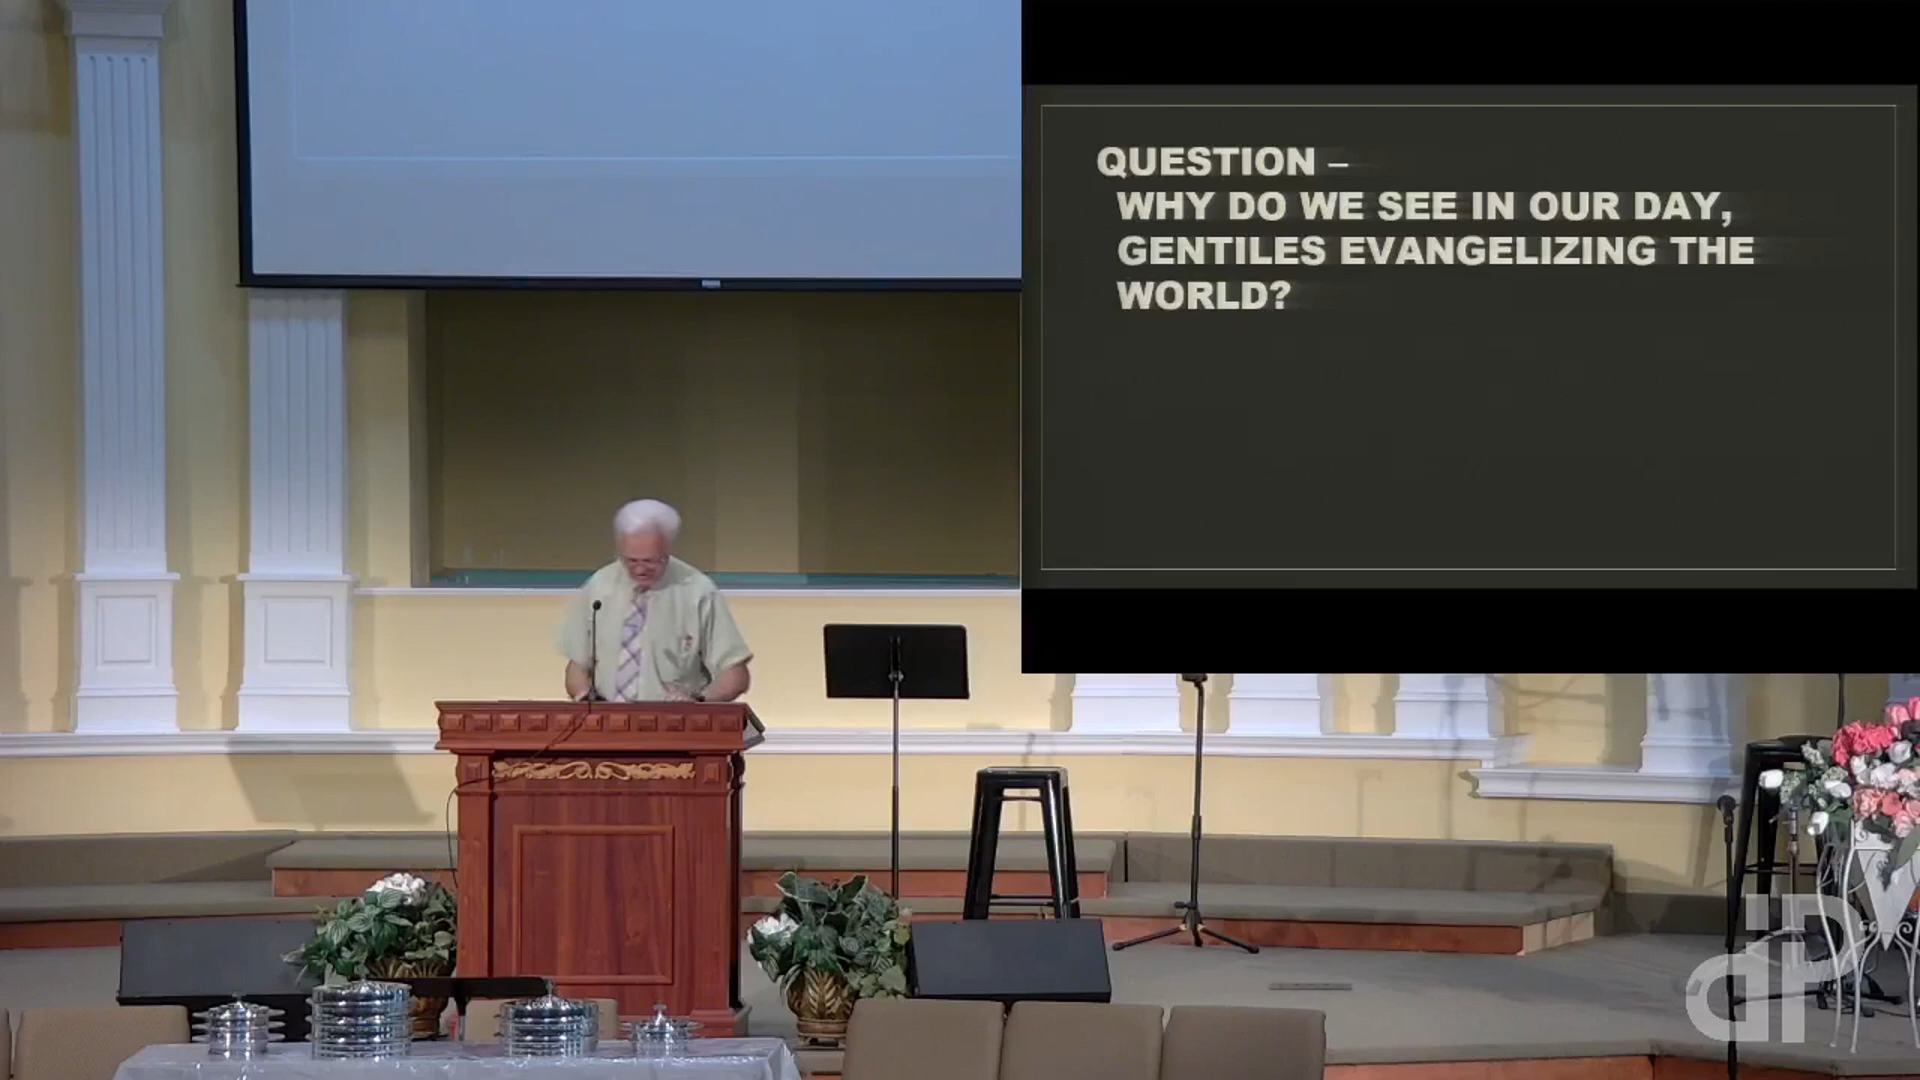 QUESTION –
WHY DO WE SEE IN OUR DAY,
GENTILES EVANGELIZING THE
WORLD?